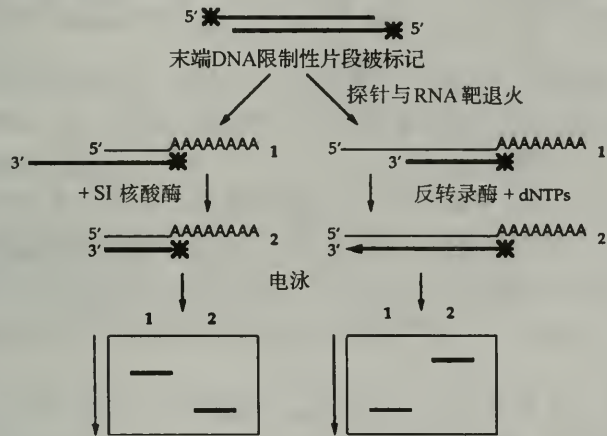 5′ 5′
末端DNA限制性片段被标记
探针与RNA靶退火
5′ AAAAAAAA 1 5′ AAAAAAAA 1
3′ 3′
+ SI 核酸酶 反转录酶 + dNTPs
5′ AAAAAAAA 2 5′ AAAAAAAA 2
3′ 3′
电泳
1 2 1 2